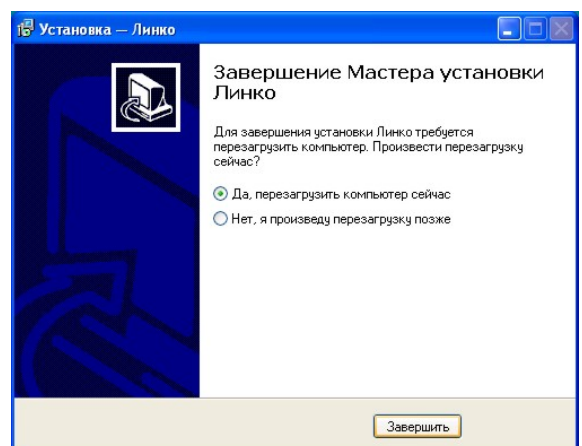 Установка — Линко
Завершение Мастера установки
Линко
Для завершения установки Линко требуется
перезагрузить компьютер. Произвести перезагрузку
сейчас?
Да, перезагрузить компьютер сейчас
Нет, я произведу перезагрузку позже
Завершить